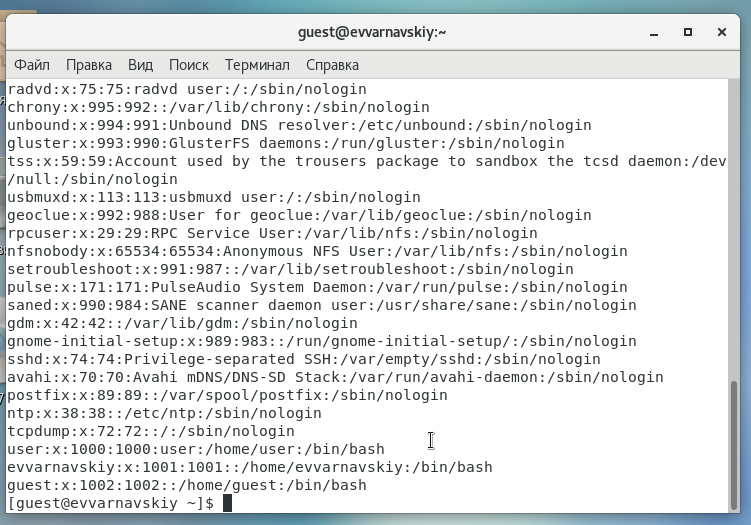 guest@evvarnavskiy:~
Файл Правка Вид Поиск Терминал Справка
radvd:x:75:75:radvd user:/:/sbin/nologin
chrony:x:995:992::/var/lib/chrony:/sbin/nologin
unbound:x:994:991:Unbound DNS resolver:/etc/unbound:/sbin/nologin
gluster:x:993:990:GlusterFS daemons:/run/gluster:/sbin/nologin
tss:x:59:59:Account used by the trousers package to sandbox the tcsd daemon:/dev
/null:/sbin/nologin
usbmuxd:x:113:113:usbmuxd user:/:/sbin/nologin
geoclue:x:992:988:User for geoclue:/var/lib/geoclue:/sbin/nologin
rpcuser:x:29:29:RPC Service User:/var/lib/nfs:/sbin/nologin
nfsnobody:x:65534:65534:Anonymous NFS User:/var/lib/nfs:/sbin/nologin
setroubleshoot:x:991:987::/var/lib/setroubleshoot:/sbin/nologin
pulse:x:171:171:PulseAudio System Daemon:/var/run/pulse:/sbin/nologin
saned:x:990:984:SANE scanner daemon user:/usr/share/sane:/sbin/nologin
gdm:x:42:42::/var/lib/gdm:/sbin/nologin
gnome-initial-setup:x:989:983::/run/gnome-initial-setup/:/sbin/nologin
sshd:x:74:74:Privilege-separated SSH:/var/empty/sshd:/sbin/nologin
avahi:x:70:70:Avahi mDNS/DNS-SD Stack:/var/run/avahi-daemon:/sbin/nologin
postfix:x:89:89::/var/spool/postfix:/sbin/nologin
ntp:x:38:38::/etc/ntp:/sbin/nologin
tcpdump:x:72:72::/:/sbin/nologin
user:x:1000:1000:user:/home/user:/bin/bash
evvarnavskiy:x:1001:1001::/home/evvarnavskiy:/bin/bash
guest:x:1002:1002::/home/guest:/bin/bash
[guest@evvarnavskiy ~]$